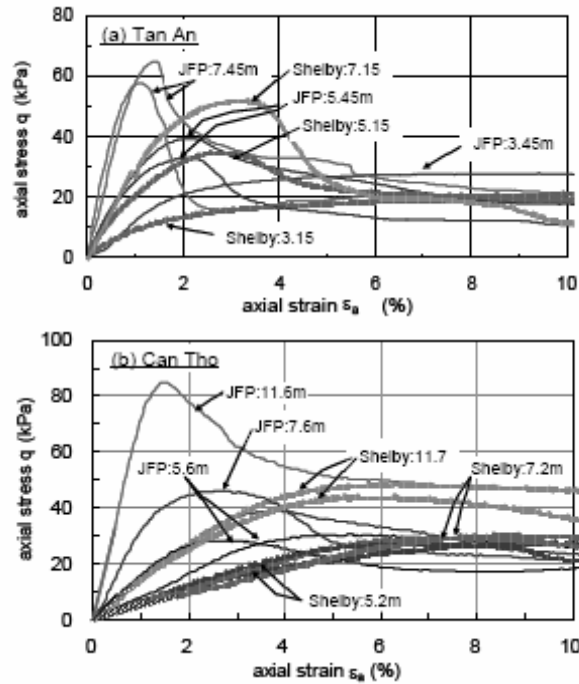 (a) Tan An
axial stress q (kPa)
80
60
40
20
0
JFP:7.45m
Shelby:7.15
JFP:5.45m
Shelby:5.15
JFP:3.45m
Shelby:3.15
0 2 4 6 8 10
axial strain εa (%)
(b) Can Tho
axial stress q (kPa)
100
80
60
40
20
0
JFP:11.6m
JFP:7.6m
JFP:5.6m
Shelby:11.7
Shelby:7.2m
Shelby:5.2m
0 2 4 6 8 10
axial strain εa (%)